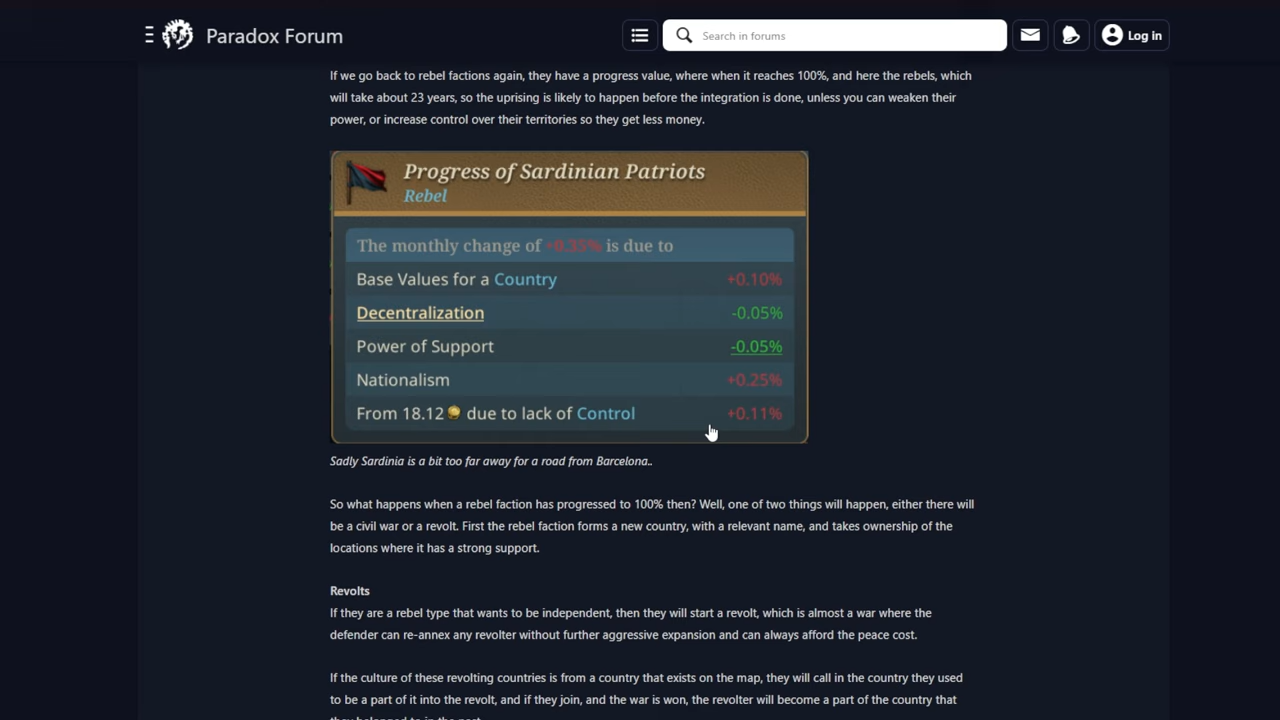 Paradox Forum
Search in forums
Log in
If we go back to rebel factions again, they have a progress value, where when it reaches 100%, and here the rebels, which
will take about 23 years, so the uprising is likely to happen before the integration is done, unless you can weaken their
power, or increase control over their territories so they get less money.
Progress of Sardinian Patriots
Rebel
The monthly change of +0.35% is due to
Base Values for a Country +0.10%
Decentralization -0.05%
Power of Support -0.05%
Nationalism +0.25%
From 18.12 due to lack of Control +0.11%
Sadly Sardinia is a bit too far away for a road from Barcelona..
So what happens when a rebel faction has progressed to 100% then? Well, one of two things will happen, either there will
be a civil war or a revolt. First the rebel faction forms a new country, with a relevant name, and takes ownership of the
locations where it has a strong support.
Revolts
If they are a rebel type that wants to be independent, then they will start a revolt, which is almost a war where the
defender can re-annex any revolter without further aggressive expansion and can always afford the peace cost.
If the culture of these revolting countries is from a country that exists on the map, they will call in the country they used
to be a part of it into the revolt, and if they join, and the war is won, the revolter will become a part of the country that
they belonged to in the past.